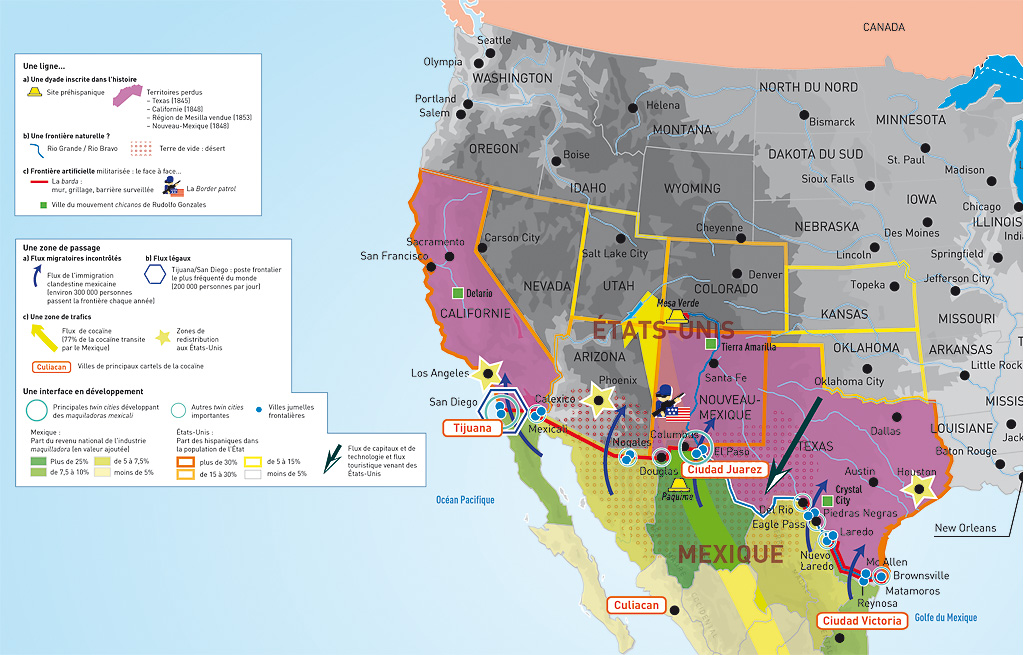 Une ligne...
a) Une dyade inscrite dans l'histoire
Site préhispanique
Territoires perdus
– Texas (1845)
– Californie (1848)
– Région de Mesilla vendue (1853)
– Nouveau-Mexique (1848)
b) Une frontière naturelle ?
Rio Grande / Rio Bravo
Terre de vide : désert
c) Frontière artificielle militarisée : le face à face...
La barda :
mur, grillage, barrière surveillée
La Border patrol
Ville du mouvement chicanos de Rudolfo Gonzales
Une zone de passage
a) Flux migratoires incontrôlés
Flux de l'immigration
clandestine mexicaine
(environ 300 000 personnes
passent la frontière chaque année)
b) Flux légaux
Tijuana/San Diego : poste frontalier
le plus fréquenté du monde
(200 000 personnes par jour)
c) Une zone de trafics
Flux de cocaïne
(77% de la cocaïne transite
par le Mexique)
Zones de
redistribution
aux États-Unis
Culiacan
Villes de principaux cartels de la cocaïne
Une interface en développement
Principales twin cities développant
des maquiladoras mexicali
Autres twin cities
importantes
Villes jumelles
frontalières
Mexique :
Part du revenu national de l'industrie
maquilladora (en valeur ajoutée)
Plus de 25%
de 7,5 à 10%
de 5 à 7,5%
moins de 5%
États-Unis :
Part des hispaniques dans
la population de l'État
plus de 30%
de 15 à 30%
de 5 à 15%
moins de 5%
Flux de capitaux et de
technologie et flux
touristique venant des
États-Unis
CANADA
Seattle
Olympia
WASHINGTON
Portland
Salem
OREGON
Helena
MONTANA
Boise
IDAHO
WYOMING
Cheyenne
NORTH DU NORD
Bismarck
MINNESOTA
DAKOTA DU SUD
St. Paul
Sioux Falls
Madison
IOWA
Chicago
ILLINOIS
Indi
NEBRASKA
Des Moines
Lincoln
Springfield
Sacramento
San Francisco
Carson City
Salt Lake City
Delario
CALIFORNIE
NEVADA
UTAH
Denver
COLORADO
Mesa Verde
Topeka
KANSAS
Jefferson City
MISSOURI
ÉTATS-UNIS
Tierra Amarilla
OKLAHOMA
ARKANSAS
Little Rock
Oklahoma City
ARIZONA
Los Angeles
Phoenix
Santa Fe
NOUVEAU-
MEXIQUE
San Diego
Calexico
Tijuana
Mexicali
Nogales
Columbus
El Paso
Douglas
Ciudad Juarez
Paquime
TEXAS
Dallas
MISSIS
LOUISIANE
Jack
Baton Rouge
Austin
Houston
Crystal
City
Del Rio
Piedras Negras
Eagle Pass
New Orleans
Laredo
Nuevo
Laredo
Mc Allen
Brownsville
Matamoros
Reynosa
Océan Pacifique
MEXIQUE
Culiacan
Ciudad Victoria
Golfe du Mexique